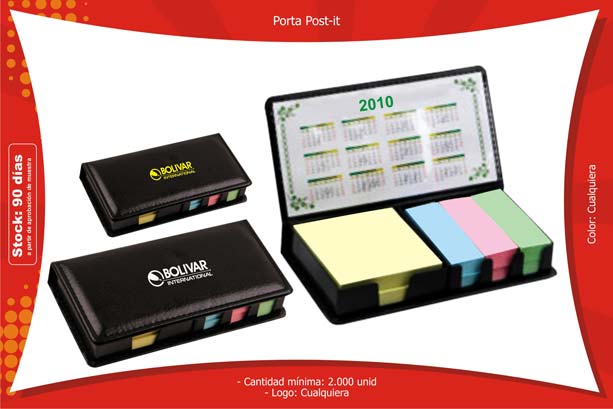 Porta Post-it
2010
BOLIVAR
INTERNATIONAL
BOLIVAR
INTERNATIONAL
Stock: 90 días
a partir de aprobación de muestra
Color: Cualquiera
- Cantidad mínima: 2.000 unid
- Logo: Cualquiera